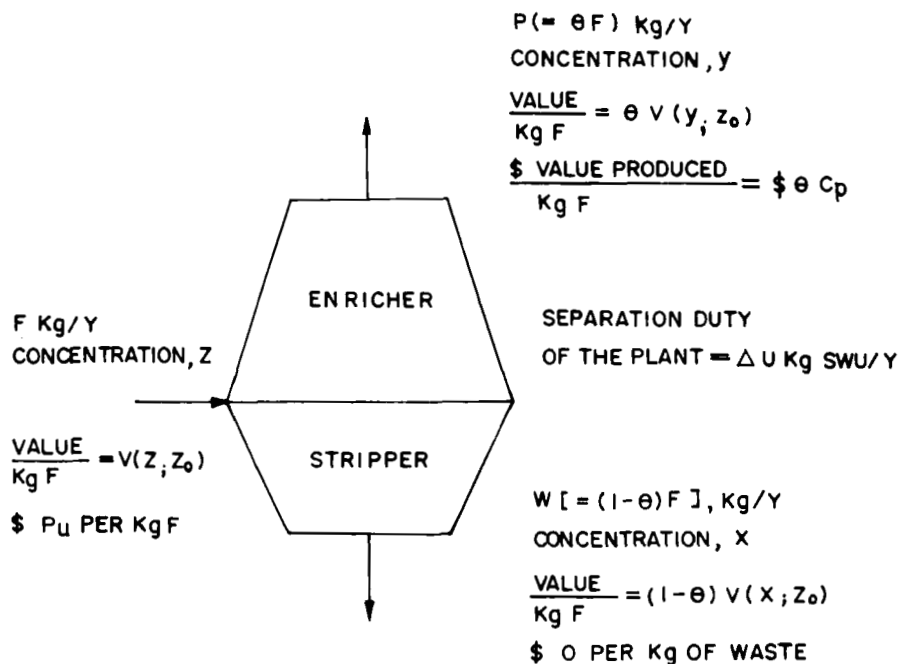 P(= θF) Kg/Y
CONCENTRATION, y
VALUE
Kg F
= θ V(y; Z₀)
$ VALUE PRODUCED
Kg F
= $ θ Cp
ENRICHER
F Kg/Y
CONCENTRATION, Z
SEPARATION DUTY
OF THE PLANT = Δ U Kg SWU/Y
VALUE
Kg F
= V(Z; Z₀)
$ Pu PER Kg F
STRIPPER
W [= (1-θ)F], Kg/Y
CONCENTRATION, X
VALUE
Kg F
= (1-θ) V(X; Z₀)
$ 0 PER Kg OF WASTE